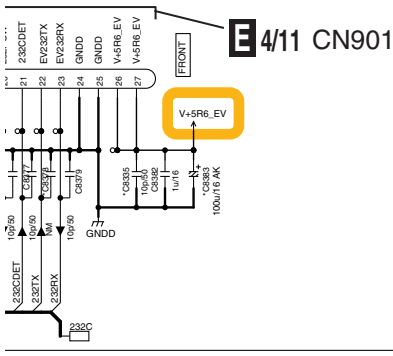 E 4/11 CN901
232CDET
EV232TX
EV232RX
GNDD
GNDD
V+5R6_EV
V+5R6_EV
21
22
23
24
25
26
27
FRONT
V+5R6_EV
C8377
C8378
C8379
*C8335
10p/50
C8382
1u/16
*C8383
100u/16 AK
10p/50
NM
10p/50
GNDD
232CDET
232TX
232RX
232C